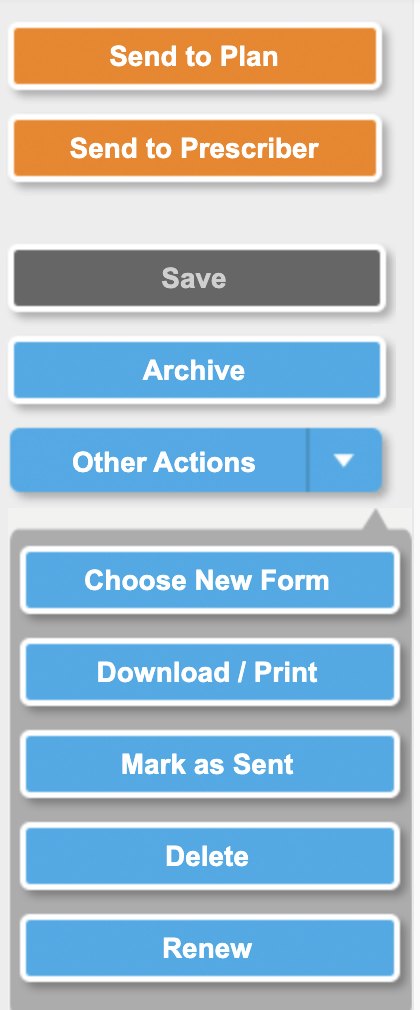 Send to Plan
Send to Prescriber
Save
Archive
Other Actions
Choose New Form
Download / Print
Mark as Sent
Delete
Renew